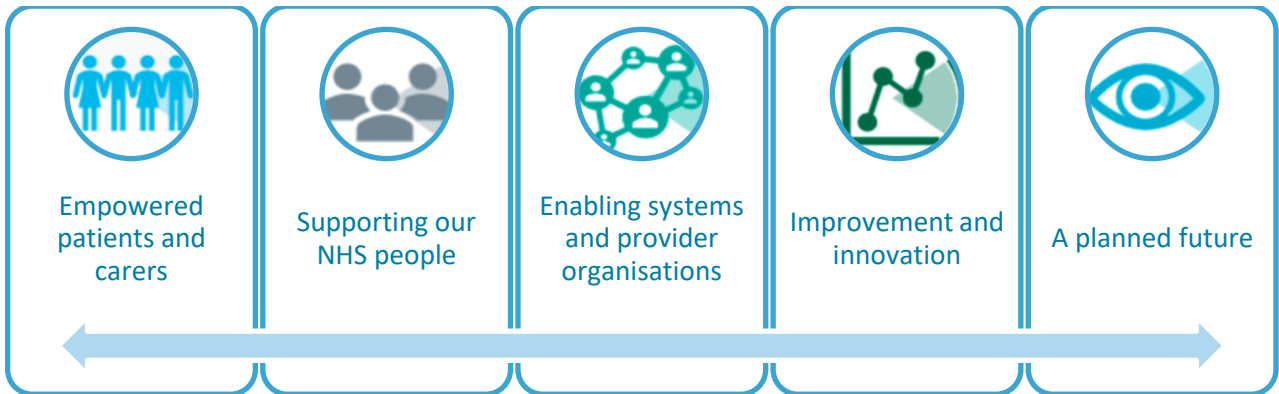 Empowered
patients and
carers
Supporting our
NHS people
Enabling systems
and provider
organisations
Improvement and
innovation
A planned future